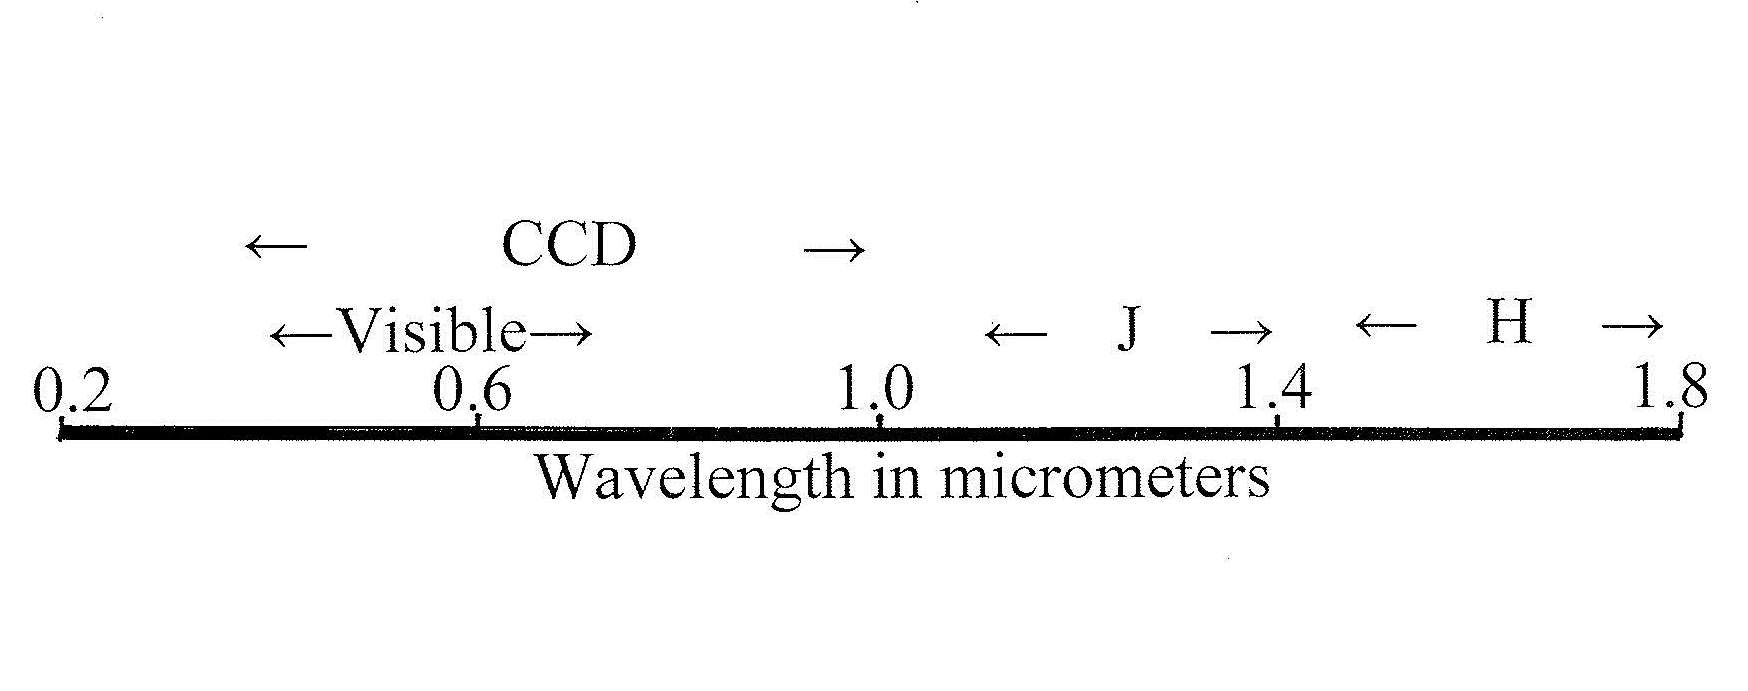 ← CCD →
←Visible→ ← J → ← H →
0.2 0.6 1.0 1.4 1.8
Wavelength in micrometers